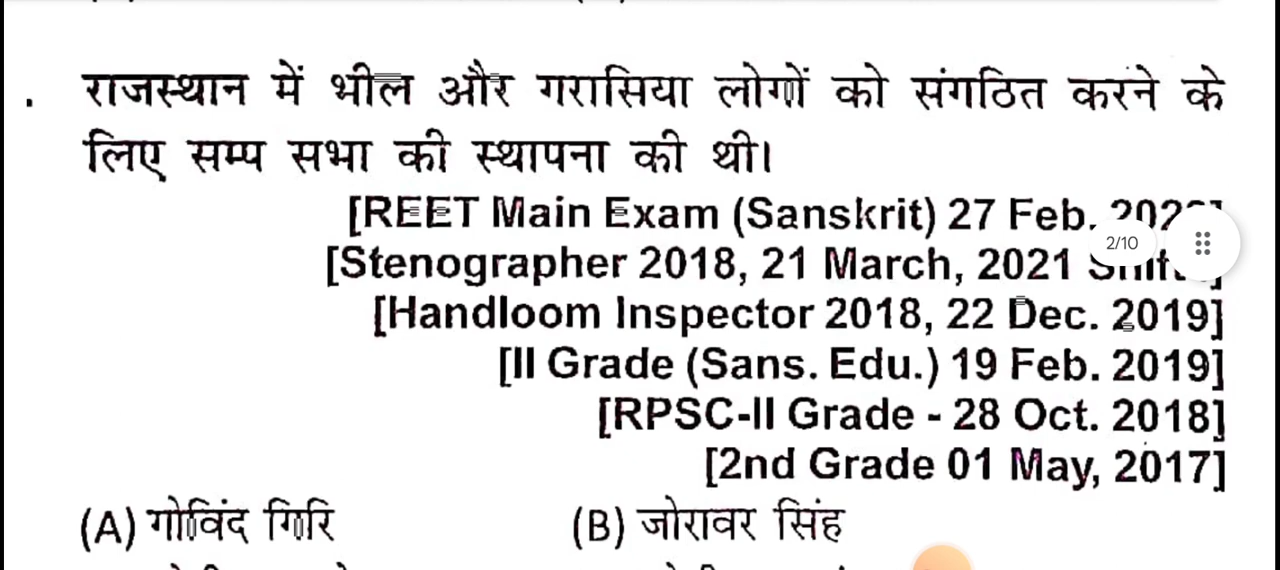 . राजस्थान में भील और गरासिया लोगों को संगठित करने के
लिए सम्प सभा की स्थापना की थी।
[REET Main Exam (Sanskrit) 27 Feb.
2/10
[Stenographer 2018, 21 March, 2021
[Handloom Inspector 2018, 22 Dec. 2019]
[II Grade (Sans. Edu.) 19 Feb. 2019]
[RPSC-II Grade - 28 Oct. 2018]
[2nd Grade 01 May, 2017]
(A) गोविंद गिरि (B) जोरावर सिंह